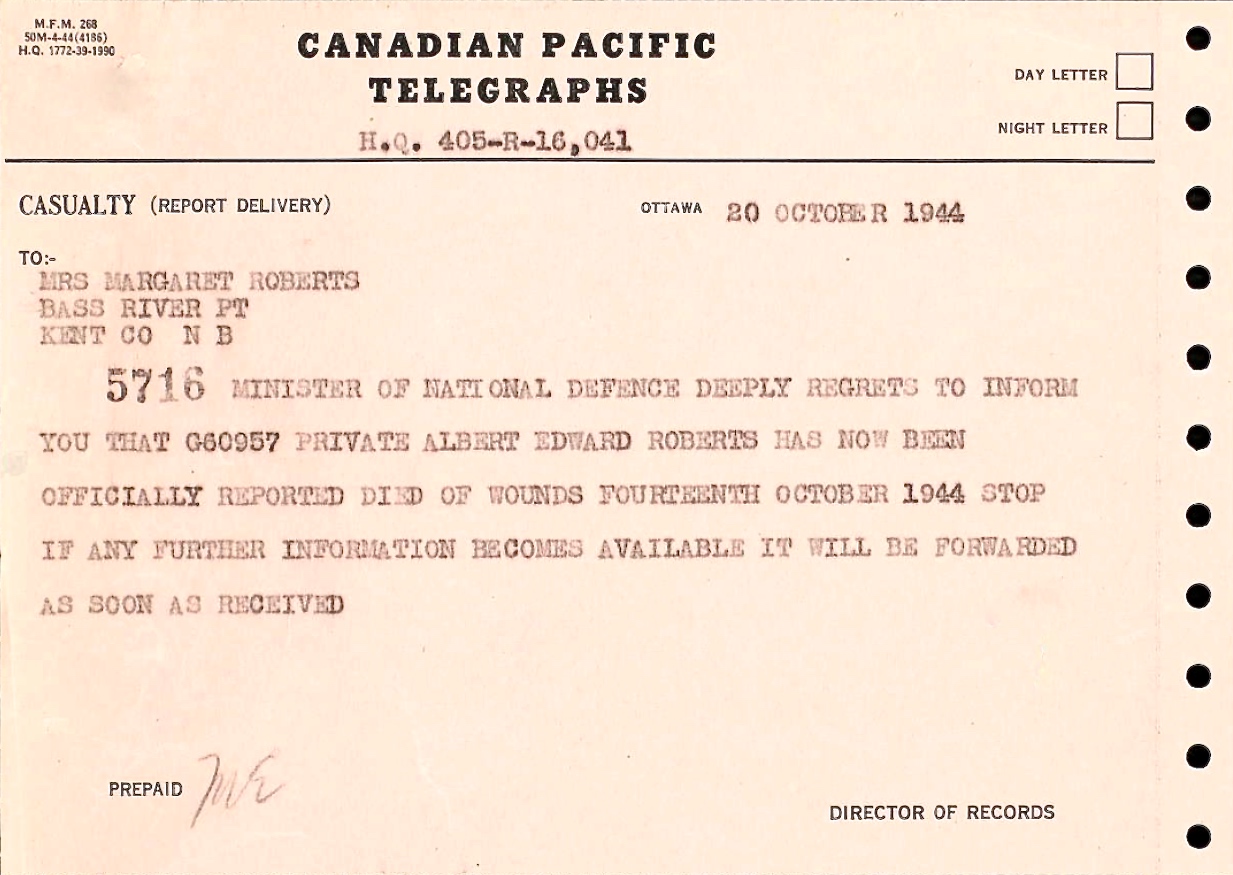 M.F.M. 268
50M-4-44(4186)
H.Q. 1772-39-1990
CANADIAN PACIFIC
TELEGRAPHS
H.Q. 405-R-16,041
DAY LETTER
NIGHT LETTER
CASUALTY (REPORT DELIVERY)
OTTAWA 20 OCTOBER 1944
TO:-
MRS MARGARET ROBERTS
BASS RIVER PT
KENT CO N B
5716 MINISTER OF NATIONAL DEFENCE DEEPLY REGRETS TO INFORM
YOU THAT G60957 PRIVATE ALBERT EDWARD ROBERTS HAS NOW BEEN
OFFICIALLY REPORTED DIED OF WOUNDS FOURTEENTH OCTOBER 1944 STOP
IF ANY FURTHER INFORMATION BECOMES AVAILABLE IT WILL BE FORWARDED
AS SOON AS RECEIVED
PREPAID
DIRECTOR OF RECORDS